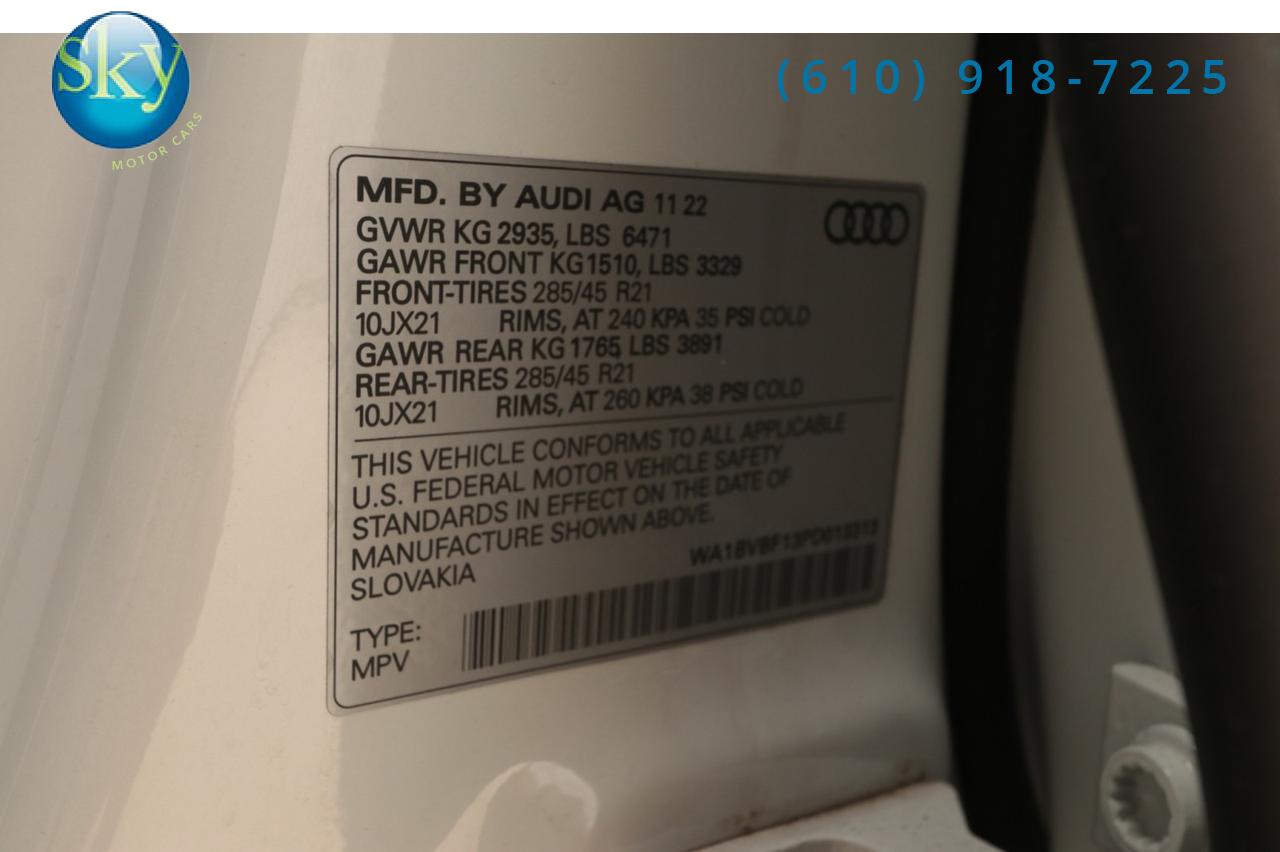 Sky
MOTOR CARS
(610) 918-7225
MFD. BY AUDI AG 11 22
GVWR KG 2935, LBS 6471
GAWR FRONT KG 1510, LBS 3329
FRONT-TIRES 285/45 R21
10JX21 RIMS, AT 240 KPA 35 PSI COLD
GAWR REAR KG 1765, LBS 3891
REAR-TIRES 285/45 R21
10JX21 RIMS, AT 260 KPA 38 PSI COLD
THIS VEHICLE CONFORMS TO ALL APPLICABLE
U.S. FEDERAL MOTOR VEHICLE SAFETY
STANDARDS IN EFFECT ON THE DATE OF
MANUFACTURE SHOWN ABOVE.
SLOVAKIA
TYPE:
MPV